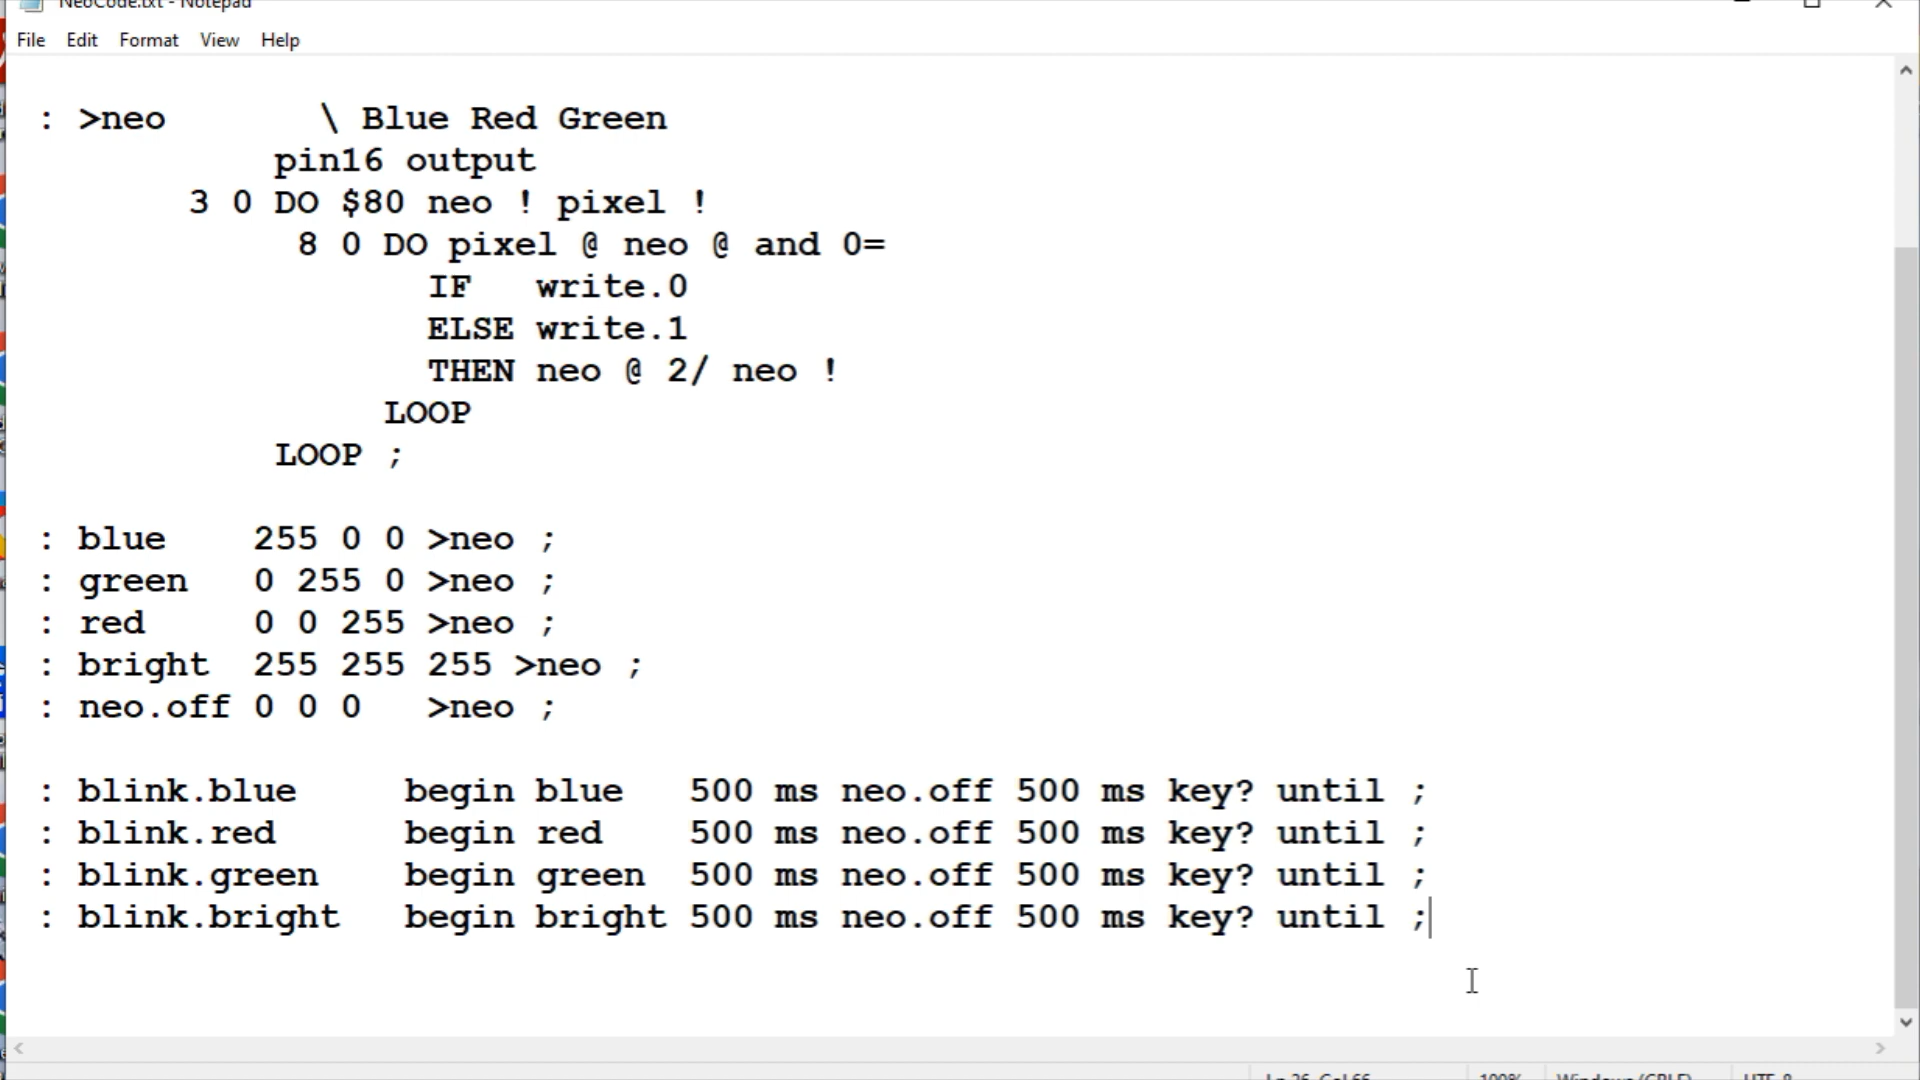 NeoCode.txt - Notepad
File Edit Format View Help
: >neo \ Blue Red Green
pin16 output
3 0 DO $80 neo ! pixel !
8 0 DO pixel @ neo @ and 0=
IF write.0
ELSE write.1
THEN neo @ 2/ neo !
LOOP
LOOP ;
: blue 255 0 0 >neo ;
: green 0 255 0 >neo ;
: red 0 0 255 >neo ;
: bright 255 255 255 >neo ;
: neo.off 0 0 0 >neo ;
: blink.blue begin blue 500 ms neo.off 500 ms key? until ;
: blink.red begin red 500 ms neo.off 500 ms key? until ;
: blink.green begin green 500 ms neo.off 500 ms key? until ;
: blink.bright begin bright 500 ms neo.off 500 ms key? until ;
100% Windows (CRLF) UTF-8